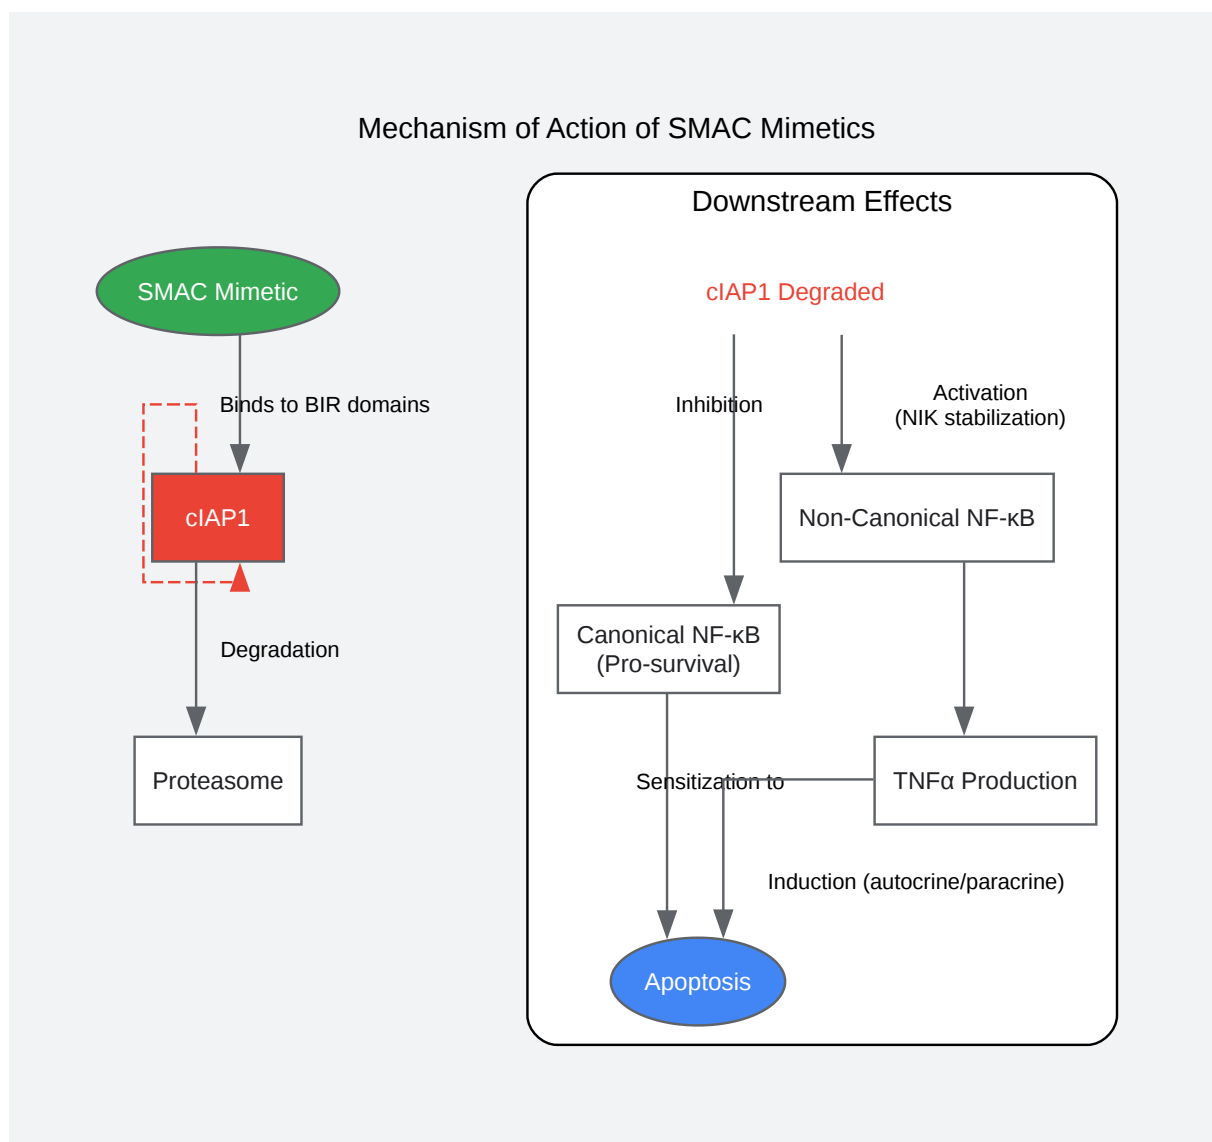 Mechanism of Action of SMAC Mimetics
Downstream Effects
SMAC Mimetic
cIAP1 Degraded
Binds to BIR domains
Inhibition
Activation
(NIK stabilization)
cIAP1
Non-Canonical NF-κB
Degradation
Canonical NF-κB
(Pro-survival)
Proteasome
Sensitization to
TNFα Production
Induction (autocrine/paracrine)
Apoptosis